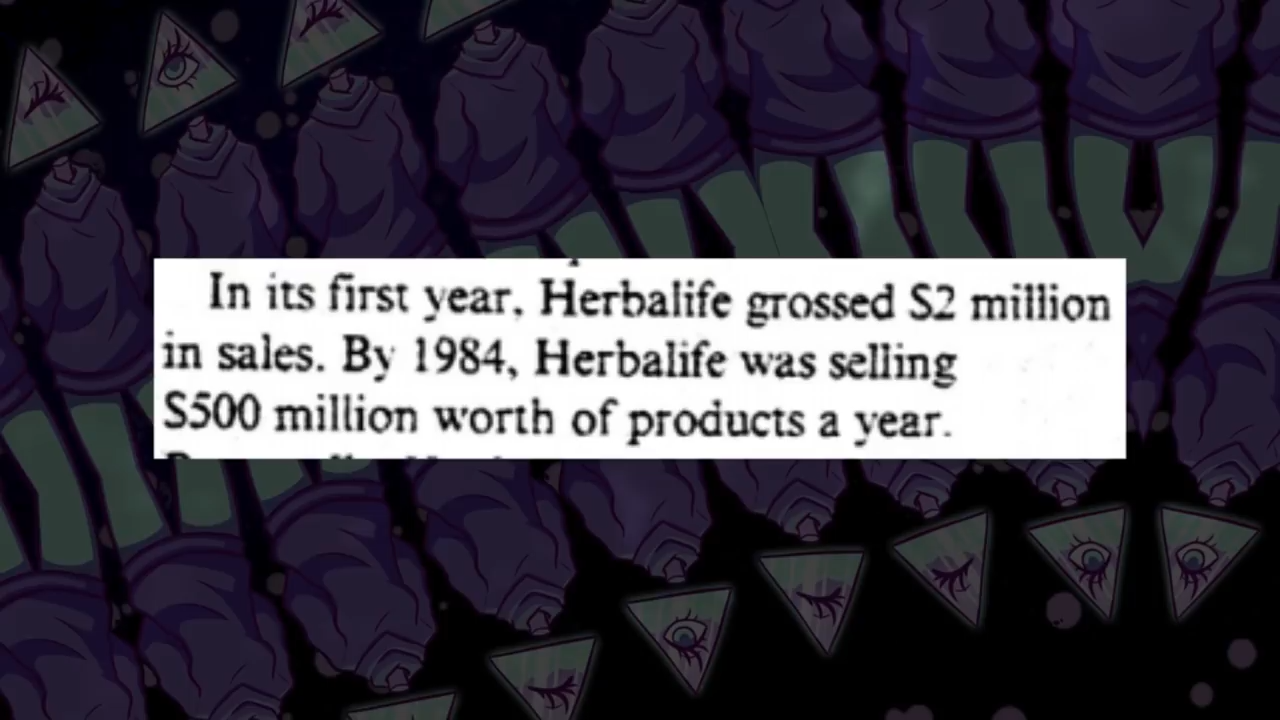 In its first year, Herbalife grossed $2 million
in sales. By 1984, Herbalife was selling
$500 million worth of products a year.